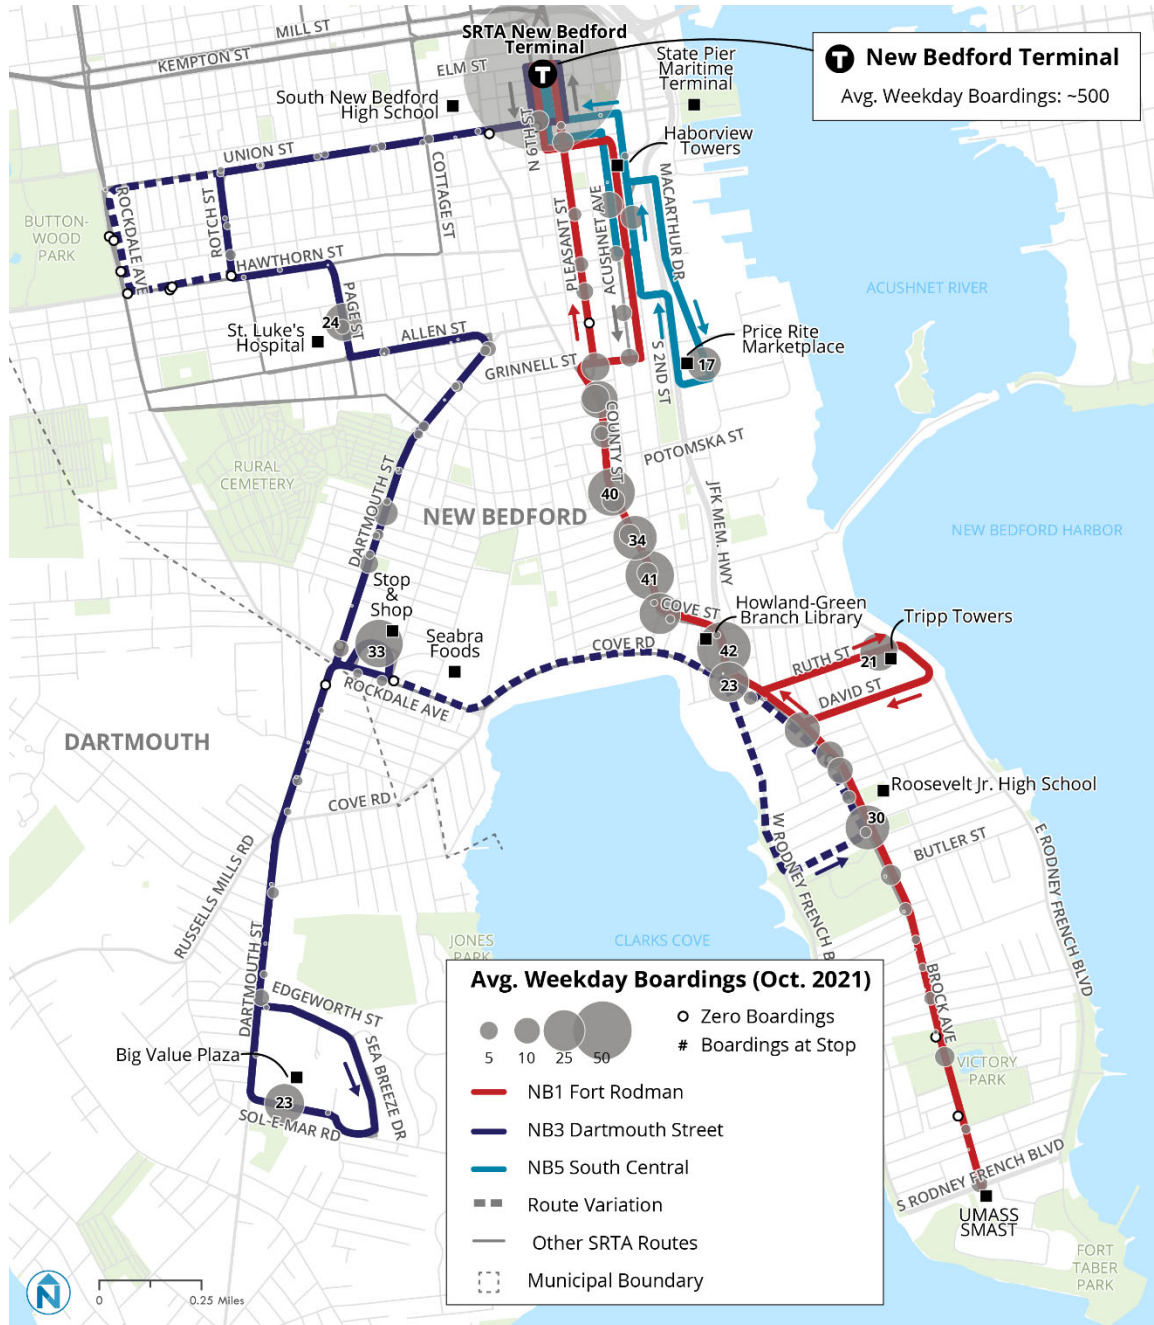 MILL ST
KEMPTON ST
SRTA New Bedford
Terminal
ELM ST
T
State Pier
Maritime
Terminal
T New Bedford Terminal
Avg. Weekday Boardings: ~500
South New Bedford
High School
N 6TH ST
Haborview
Towers
UNION ST
COTTAGE ST
ROTCH ST
ROCKDALE AVE
BUTTON-
WOOD
PARK
HAWTHORN ST
PLEASANT ST
ACUSHNET AVE
MACARTHUR DR
ACUSHNET RIVER
PAGE ST
24
St. Luke's
Hospital
ALLEN ST
GRINNELL ST
S 2ND ST
Price Rite
Marketplace
17
COUNTY ST
POTOMSKA ST
RURAL
CEMETERY
DARTMOUTH ST
NEW BEDFORD
40
JFK MEM. HWY
34
NEW BEDFORD HARBOR
41
Stop
&
Shop
COVE ST
Howland-Green
Branch Library
Tripp Towers
Seabra
Foods
33
COVE RD
42
RUTH ST
21
23
DAVID ST
ROCKDALE AVE
DARTMOUTH
COVE RD
Roosevelt Jr. High School
30
BUTLER ST
RUSSELLS MILLS RD
W RODNEY FRENCH B
E RODNEY FRENCH BLVD
DARTMOUTH ST
JONES
PARK
CLARKS COVE
BROCK AVE
EDGEWORTH ST
SEA BREEZE DR
Big Value Plaza
23
SOL-E-MAR RD
VICTORY
PARK
S RODNEY FRENCH BLVD
UMASS
SMAST
FORT
TABER
PARK
Avg. Weekday Boardings (Oct. 2021)
5 10 25 50
Zero Boardings
# Boardings at Stop
NB1 Fort Rodman
NB3 Dartmouth Street
NB5 South Central
Route Variation
Other SRTA Routes
Municipal Boundary
N
0 0.25 Miles